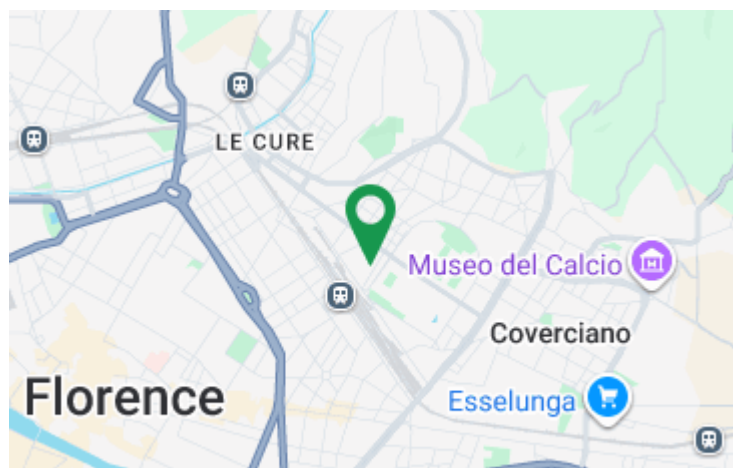 LE CURE
Museo del Calcio
Coverciano
Florence
Esselunga